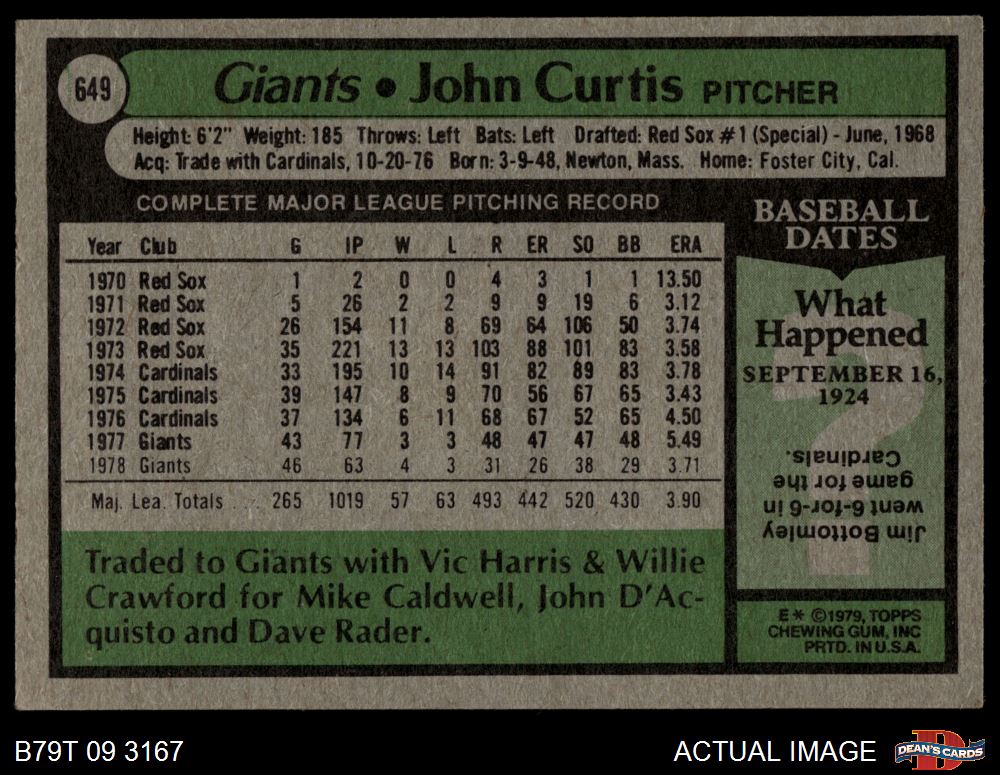 649
Giants • John Curtis PITCHER
Height: 6'2" Weight: 185 Throws: Left Bats: Left Drafted: Red Sox #1 (Special) - June, 1968
Acq: Trade with Cardinals, 10-20-76 Born: 3-9-48, Newton, Mass. Home: Foster City, Cal.
COMPLETE MAJOR LEAGUE PITCHING RECORD
Year Club G IP W L R ER SO BB ERA
1970 Red Sox 1 2 0 0 4 3 1 1 13.50
1971 Red Sox 5 26 2 2 9 9 19 6 3.12
1972 Red Sox 26 154 11 8 69 64 106 50 3.74
1973 Red Sox 35 221 13 13 103 88 101 83 3.58
1974 Cardinals 33 195 10 14 91 82 89 83 3.78
1975 Cardinals 39 147 8 9 70 56 67 65 3.43
1976 Cardinals 37 134 6 11 68 67 52 65 4.50
1977 Giants 43 77 3 3 48 47 47 48 5.49
1978 Giants 46 63 4 3 31 26 38 29 3.71
Maj. Lea. Totals . . . 265 1019 57 63 493 442 520 430 3.90
Traded to Giants with Vic Harris & Willie
Crawford for Mike Caldwell, John D'Ac-
quisto and Dave Rader.
BASEBALL
DATES
What
Happened
SEPTEMBER 16,
1924
?
Jim Bottomley
went 6-for-6 in
game for the
Cardinals.
E* ©1979, TOPPS
CHEWING GUM, INC
PRTD. IN U.S.A.
B79T 09 3167
ACTUAL IMAGE
DEAN'S CARDS